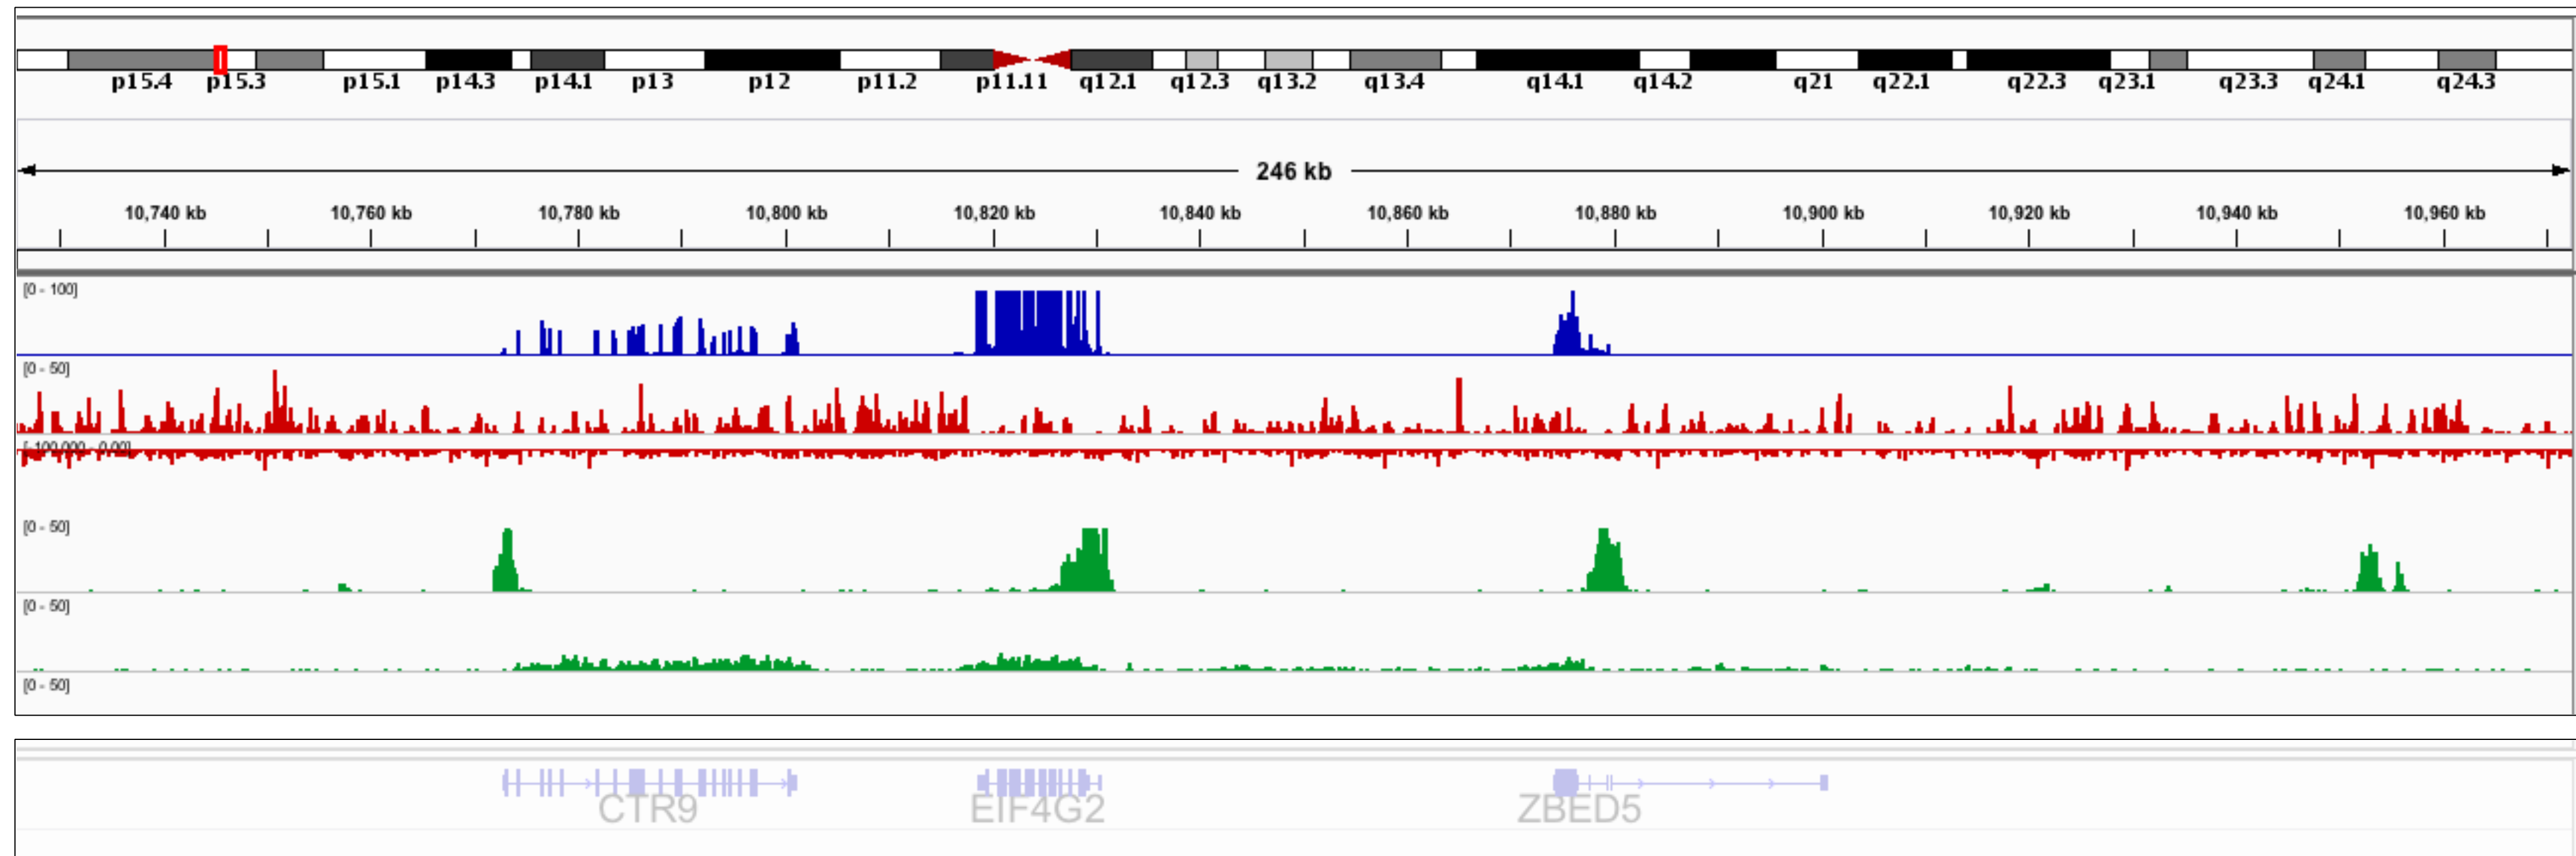 p15.4 p15.3 p15.1 p14.3 p14.1 p13 p12 p11.2 p11.11 q12.1 q12.3 q13.2 q13.4 q14.1 q14.2 q21 q22.1 q22.3 q23.1 q23.3 q24.1 q24.3
246 kb
10,740 kb 10,760 kb 10,780 kb 10,800 kb 10,820 kb 10,840 kb 10,860 kb 10,880 kb 10,900 kb 10,920 kb 10,940 kb 10,960 kb
[0 - 100]
[0 - 50]
[-100,000 - 0.00]
[0 - 50]
[0 - 50]
[0 - 50]
CTR9 EIF4G2 ZBED5